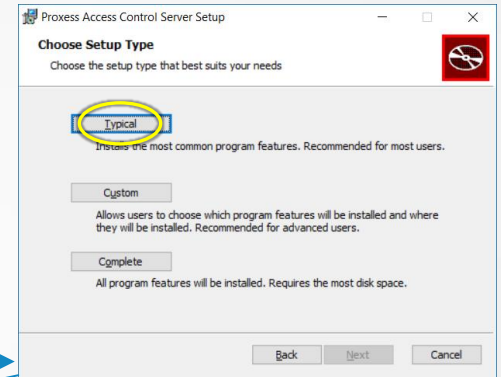 Proxess Access Control Server Setup
Choose Setup Type
Choose the setup type that best suits your needs
Typical
Installs the most common program features. Recommended for most users.
Custom
Allows users to choose which program features will be installed and where
they will be installed. Recommended for advanced users.
Complete
All program features will be installed. Requires the most disk space.
Back Next Cancel